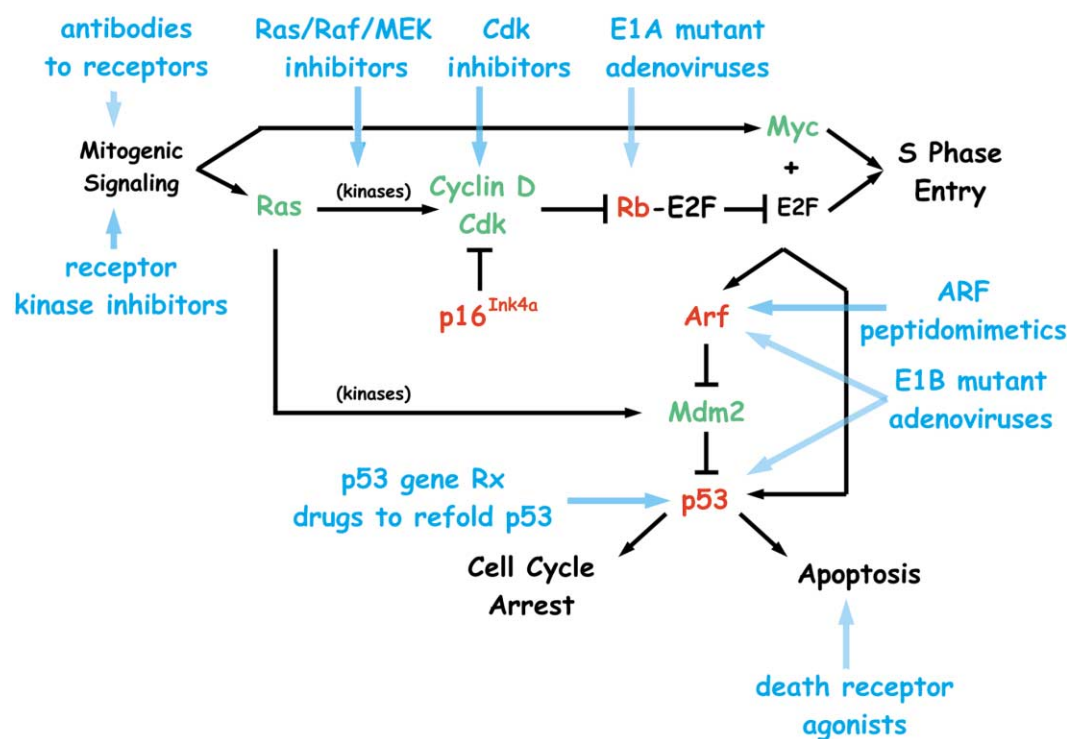 antibodies
to receptors
Ras/Raf/MEK
inhibitors
Cdk
inhibitors
E1A mutant
adenoviruses
Mitogenic
Signaling
Myc
+
S Phase
Entry
Ras
(kinases)
Cyclin D
Cdk
Rb-E2F
E2F
receptor
kinase inhibitors
p16Ink4a
Arf
ARF
peptidomimetics
E1B mutant
adenoviruses
(kinases)
Mdm2
p53 gene Rx
drugs to refold p53
p53
Cell Cycle
Arrest
Apoptosis
death receptor
agonists